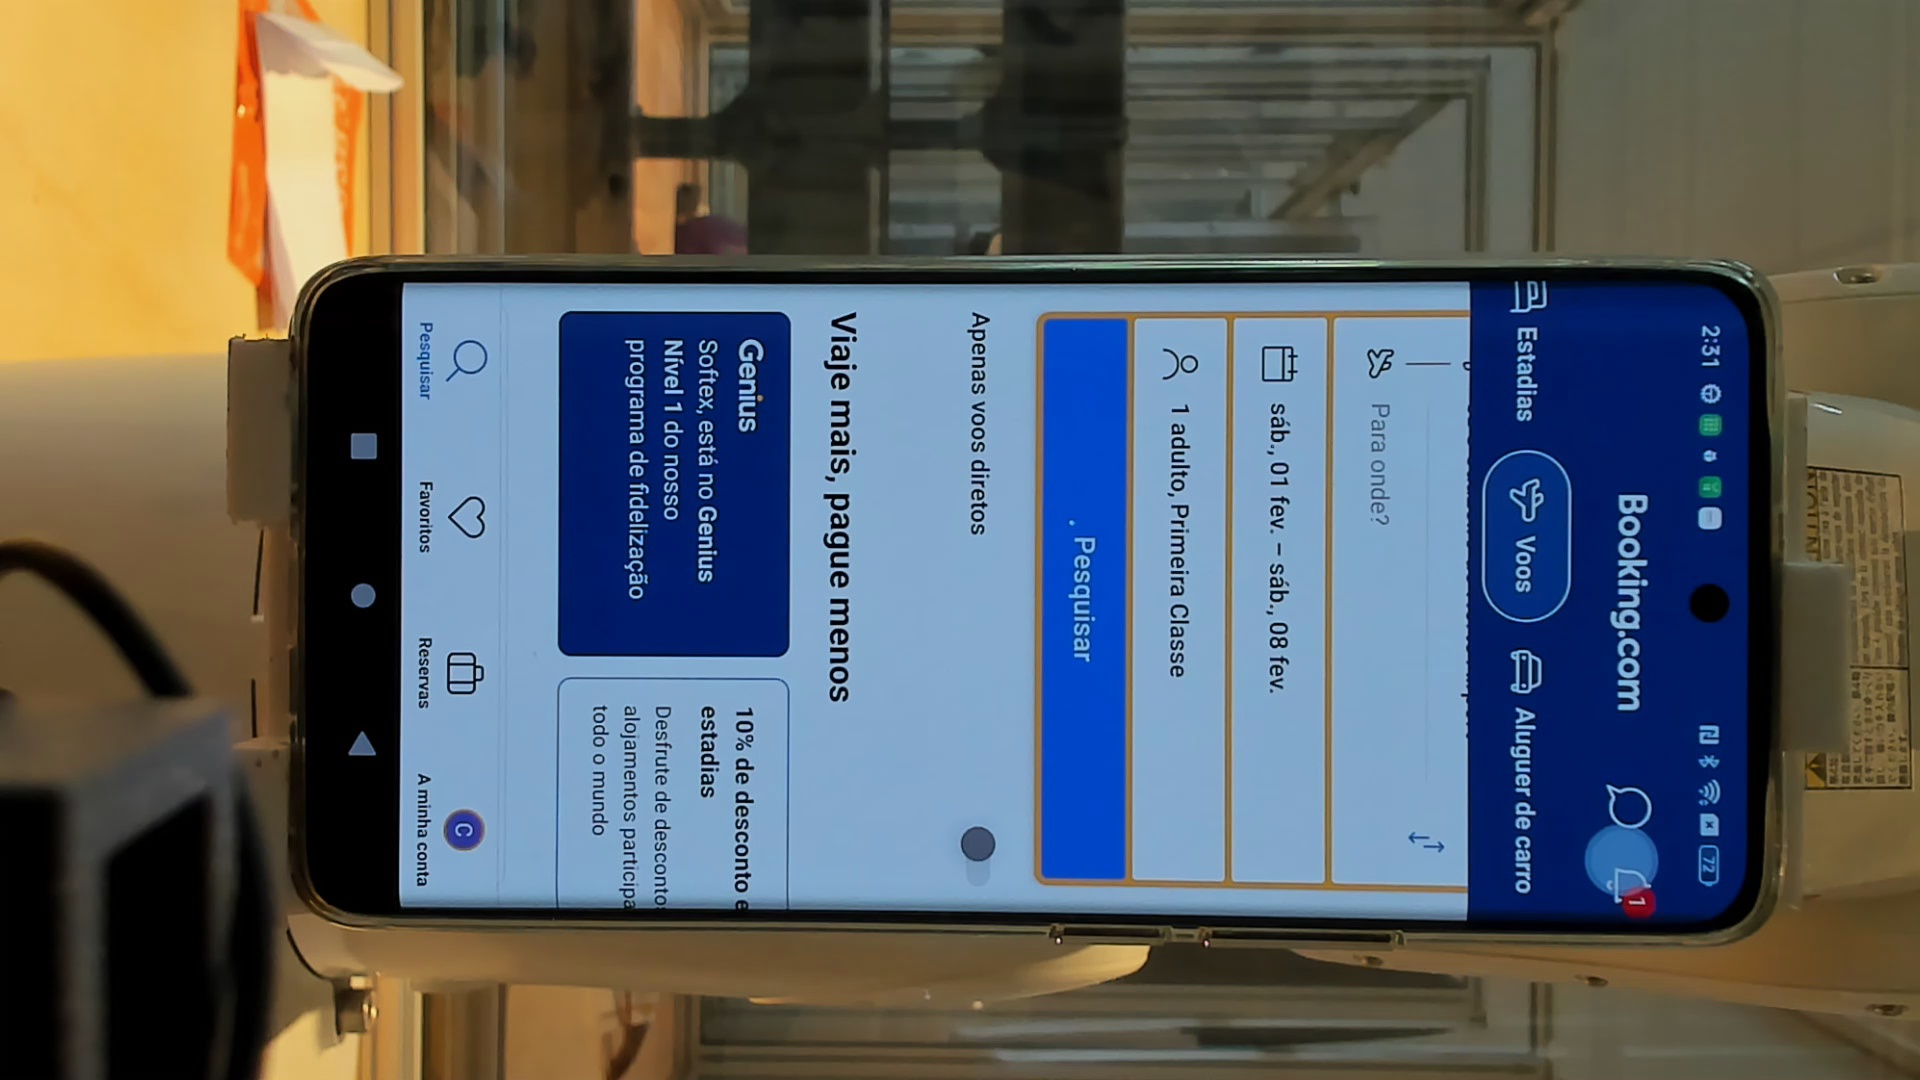 2:31
72
Booking.com
1
Estadias
Voos
Aluguer de carro
Para onde?
sáb., 01 fev. – sáb., 08 fev.
1 adulto, Primeira Classe
Pesquisar
Apenas voos diretos
Viaje mais, pague menos
Genius
Softex, está no Genius
Nível 1 do nosso
programa de fidelização
10% de desconto e
estadias
Desfrute de desconto
alojamentos participa
todo o mundo
Pesquisar
Favoritos
Reservas
C
A minha conta